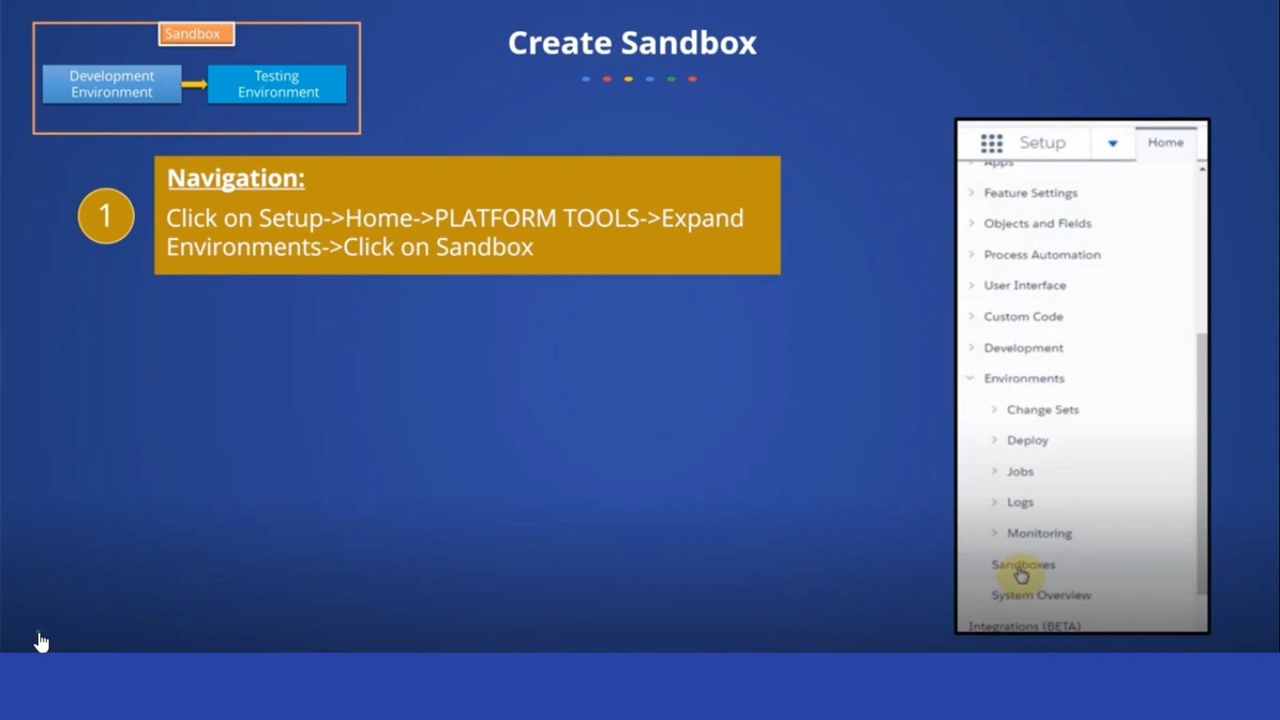 Sandbox
Development
Environment
Testing
Environment
Create Sandbox
1
Navigation:
Click on Setup->Home->PLATFORM TOOLS->Expand
Environments->Click on Sandbox
Setup
Home
Apps
Feature Settings
Objects and Fields
Process Automation
User Interface
Custom Code
Development
Environments
Change Sets
Deploy
Jobs
Logs
Monitoring
Sandboxes
System Overview
Integrations (BETA)